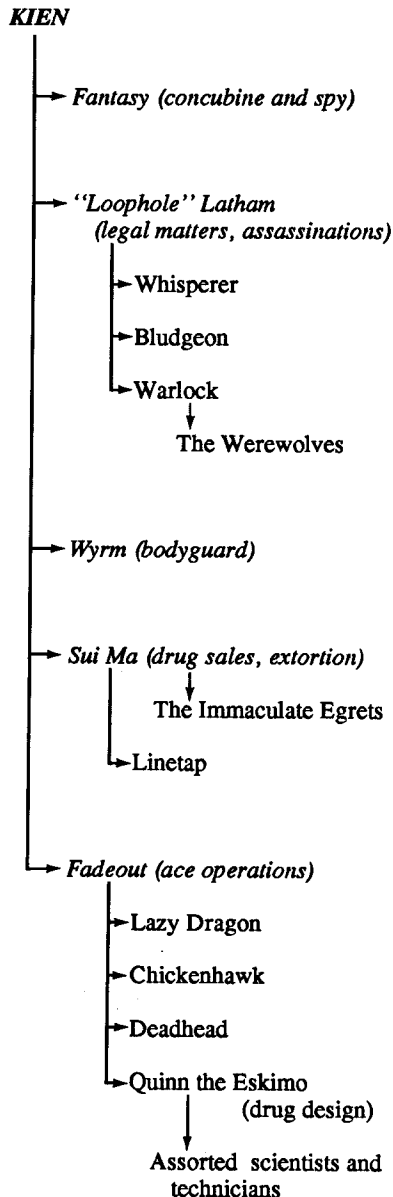 KIEN
Fantasy (concubine and spy)
“Loophole” Latham
(legal matters, assassinations)
Whisperer
Bludgeon
Warlock
The Werewolves
Wyrm (bodyguard)
Sui Ma (drug sales, extortion)
The Immaculate Egrets
Linetap
Fadeout (ace operations)
Lazy Dragon
Chickenhawk
Deadhead
Quinn the Eskimo
(drug design)
Assorted scientists and
technicians